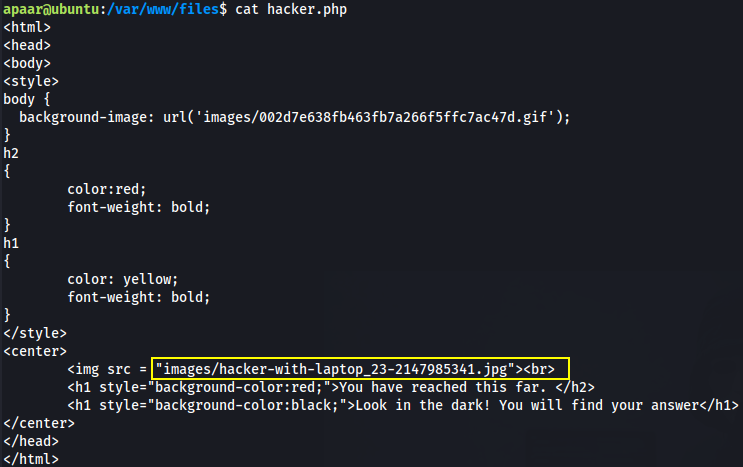 apaar@ubuntu:/var/www/files$ cat hacker.php
<html>
<head>
<body>
<style>
body {
  background-image: url('images/002d7e638fb463fb7a266f5ffc7ac47d.gif');
}
h2
{
        color:red;
        font-weight: bold;
}
h1
{
        color: yellow;
        font-weight: bold;
}
</style>
<center>
        <img src = "images/hacker-with-laptop_23-2147985341.jpg"><br>
        <h1 style="background-color:red;">You have reached this far. </h2>
        <h1 style="background-color:black;">Look in the dark! You will find your answer</h1>
</center>
</head>
</html>